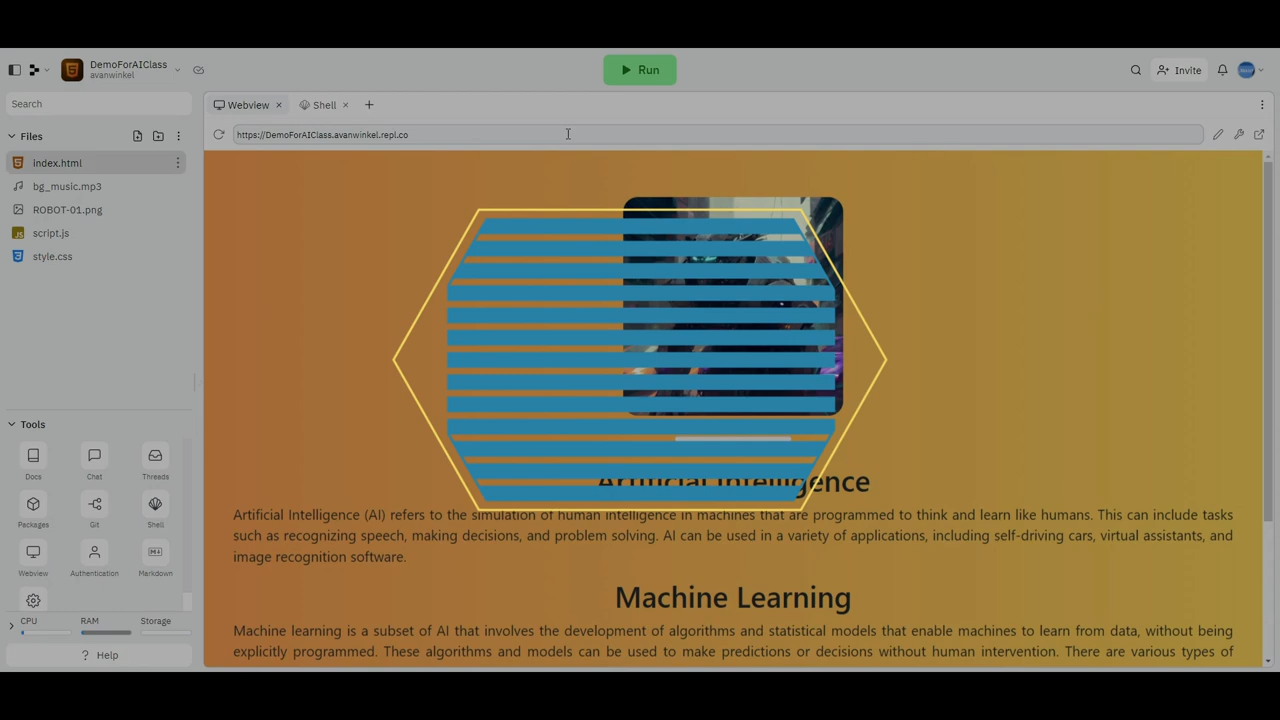 DemoForAIClass
avanwinkel
Run
Invite
Search
Webview
Shell
https://DemoForAIClass.avanwinkel.repl.co
Files
index.html
bg_music.mp3
ROBOT-01.png
script.js
style.css
Artificial Intelligence
Artificial Intelligence (AI) refers to the simulation of human intelligence in machines that are programmed to think and learn like humans. This can include tasks
such as recognizing speech, making decisions, and problem solving. AI can be used in a variety of applications, including self-driving cars, virtual assistants, and
image recognition software.
Machine Learning
Machine learning is a subset of AI that involves the development of algorithms and statistical models that enable machines to learn from data, without being
explicitly programmed. These algorithms and models can be used to make predictions or decisions without human intervention. There are various types of
Tools
Docs
Chat
Threads
Packages
Git
Shell
Webview
Authentication
Markdown
CPU
RAM
Storage
? Help